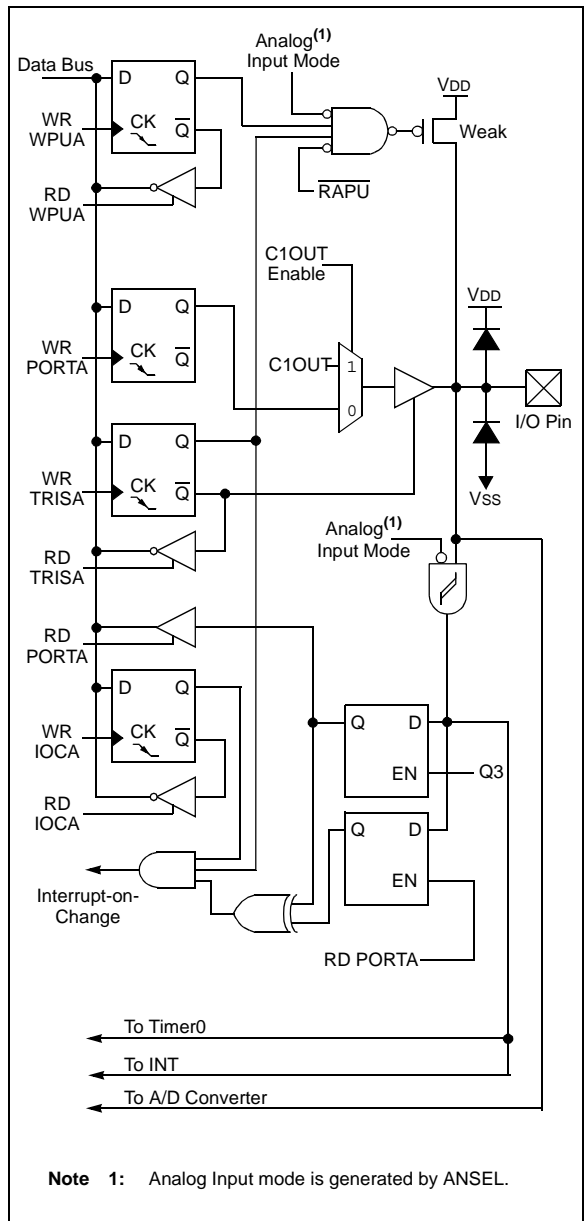 Analog(1)
Input Mode
Data Bus
D Q
VDD
WR
WPUA
CK Q
Weak
RD
WPUA
RAPU
C1OUT
Enable
D Q
VDD
WR
PORTA
CK Q
C1OUT
1
0
I/O Pin
D Q
WR
TRISA
CK Q
VSS
Analog(1)
Input Mode
RD
TRISA
RD
PORTA
D Q
Q D
WR
IOCA
CK Q
EN
Q3
RD
IOCA
Q D
EN
Interrupt-on-
Change
RD PORTA
To Timer0
To INT
To A/D Converter
Note 1: Analog Input mode is generated by ANSEL.